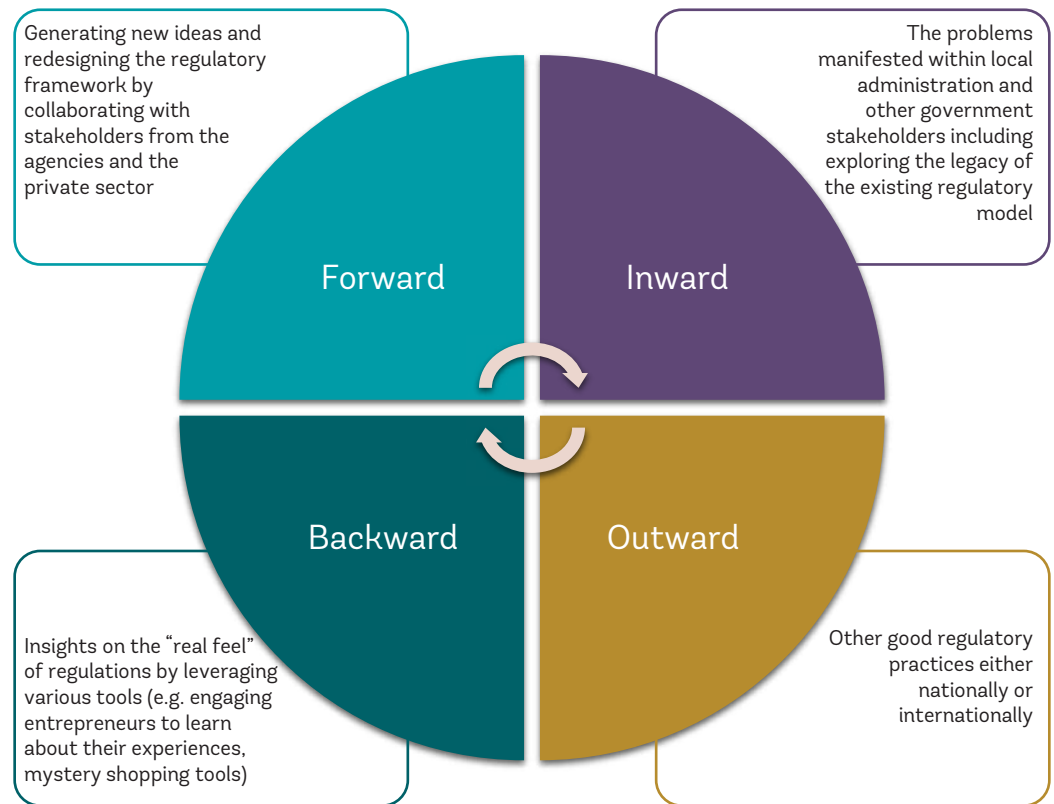 Generating new ideas and
redesigning the regulatory
framework by
collaborating with
stakeholders from the
agencies and the
private sector
The problems
manifested within local
administration and
other government
stakeholders including
exploring the legacy of
the existing regulatory
model
Forward
Inward
Backward
Outward
Insights on the “real feel”
of regulations by leveraging
various tools (e.g. engaging
entrepreneurs to learn
about their experiences,
mystery shopping tools)
Other good regulatory
practices either
nationally or
internationally